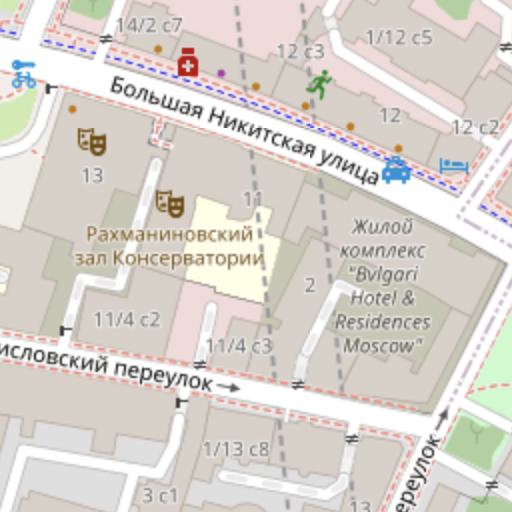 14/2 с7
12 с3
1/12 с5
12
12 с2
Большая Никитская улица
13
11
Рахманиновский
зал Консерватории
Жилой
комплекс
"Bvlgari
Hotel &
Residences
Moscow"
2
11/4 с2
11/4 с3
исловский переулок →
1/13 с8
3 с1
13
ереулок →